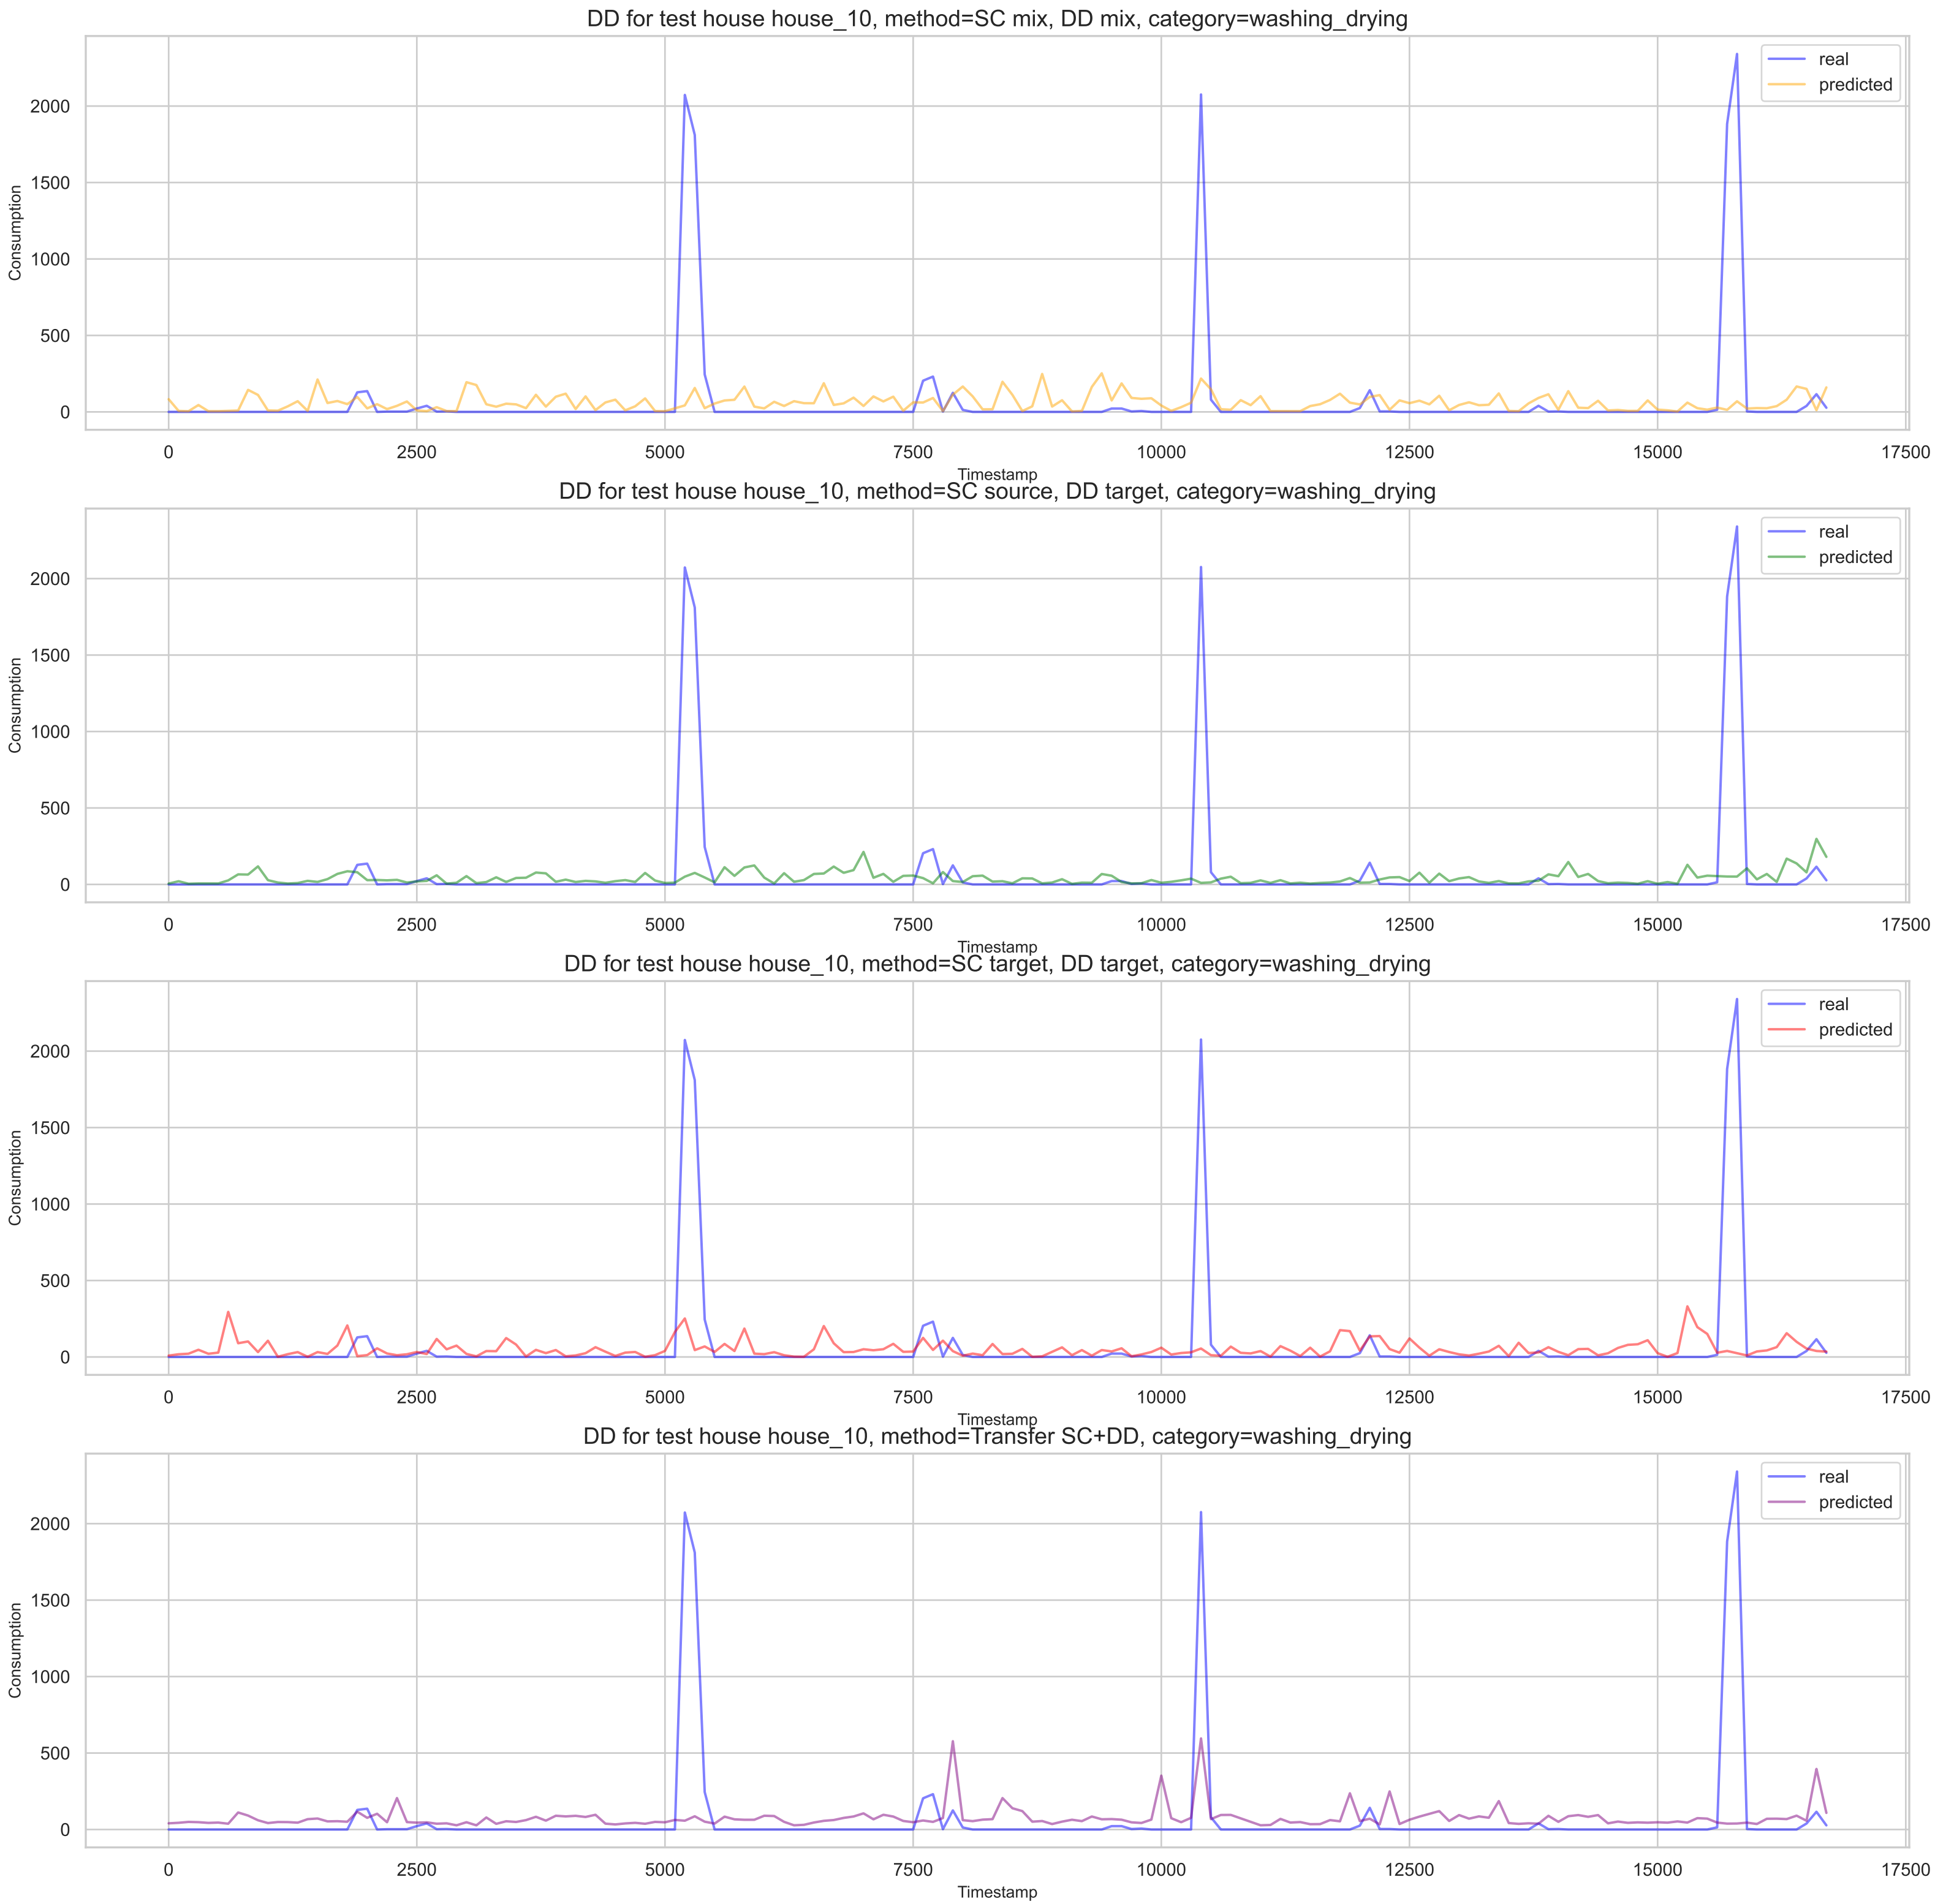 DD for test house house_10, method=SC mix, DD mix, category=washing_drying
real
predicted
2000
1500
1000
500
0
Consumption
0 2500 5000 7500 10000 12500 15000 17500
Timestamp
DD for test house house_10, method=SC source, DD target, category=washing_drying
real
predicted
2000
1500
1000
500
0
Consumption
0 2500 5000 7500 10000 12500 15000 17500
Timestamp
DD for test house house_10, method=SC target, DD target, category=washing_drying
real
predicted
2000
1500
1000
500
0
Consumption
0 2500 5000 7500 10000 12500 15000 17500
Timestamp
DD for test house house_10, method=Transfer SC+DD, category=washing_drying
real
predicted
2000
1500
1000
500
0
Consumption
0 2500 5000 7500 10000 12500 15000 17500
Timestamp